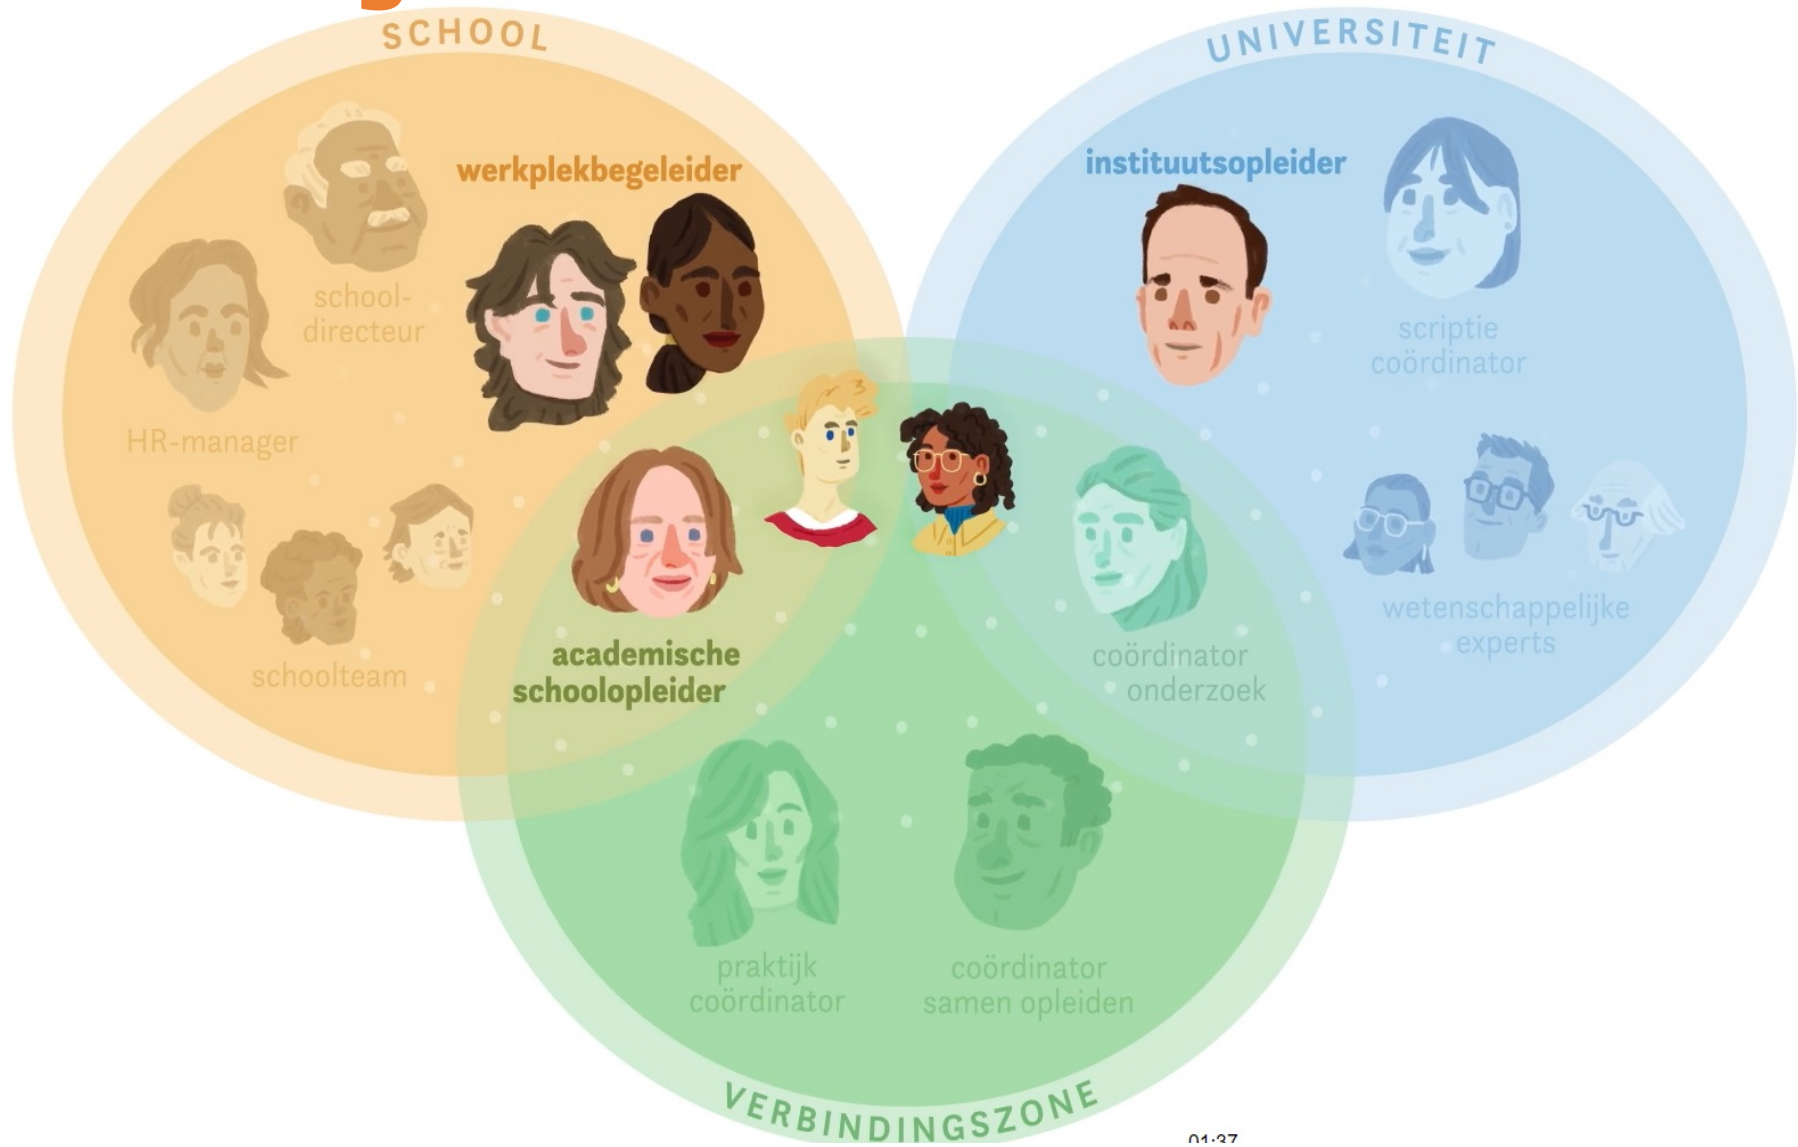 SCHOOL
UNIVERSITEIT
werkplekbegeleider
instituutsopleider
school-
directeur
scriptie
coördinator
HR-manager
wetenschappelijke
experts
schoolteam
academische
schoolopleider
coördinator
onderzoek
praktijk
coördinator
coördinator
samen opleiden
VERBINDINGSZONE
01:37